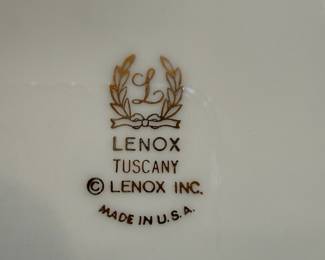 L
LENOX
TUSCANY
© LENOX INC.
MADE IN U.S.A.